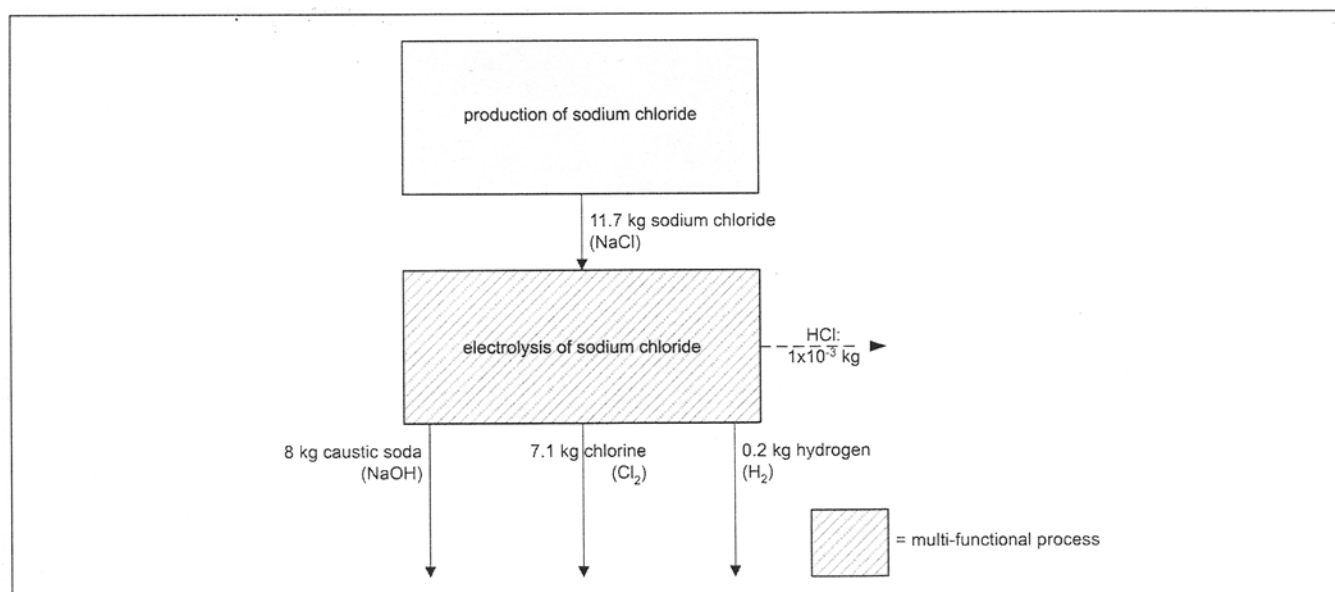 production of sodium chloride
11.7 kg sodium chloride
(NaCl)
electrolysis of sodium chloride
HCl:
1x10⁻³ kg
8 kg caustic soda
(NaOH)
7.1 kg chlorine
(Cl₂)
0.2 kg hydrogen
(H₂)
= multi-functional process